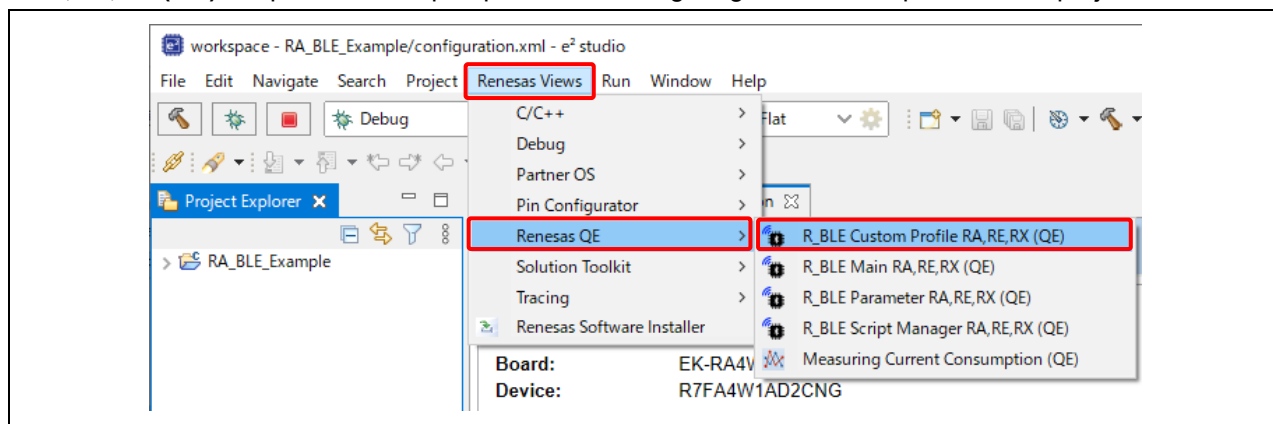 workspace - RA_BLE_Example/configuration.xml - e² studio
File Edit Navigate Search Project Renesas Views Run Window Help
Debug
Flat
C/C++
Debug
Partner OS
Project Explorer
Pin Configurator
Renesas QE
R_BLE Custom Profile RA,RE,RX (QE)
RA_BLE_Example
Solution Toolkit
R_BLE Main RA,RE,RX (QE)
Tracing
R_BLE Parameter RA,RE,RX (QE)
Renesas Software Installer
R_BLE Script Manager RA,RE,RX (QE)
Board: EK-RA4
Measuring Current Consumption (QE)
Device: R7FA4W1AD2CNG